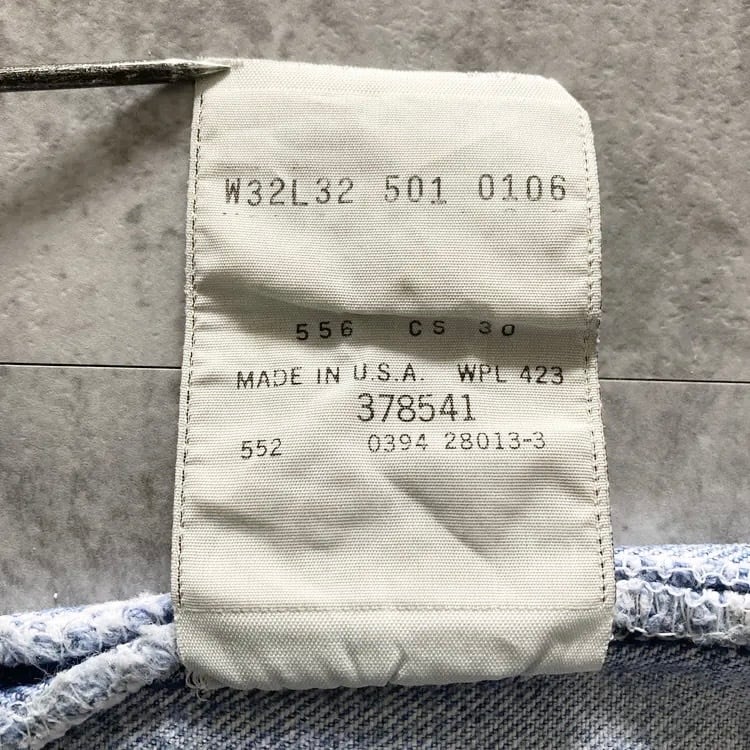 W32L32 501 0106
556 CS 30
MADE IN U.S.A. WPL 423
378541
552 0394 28013-3